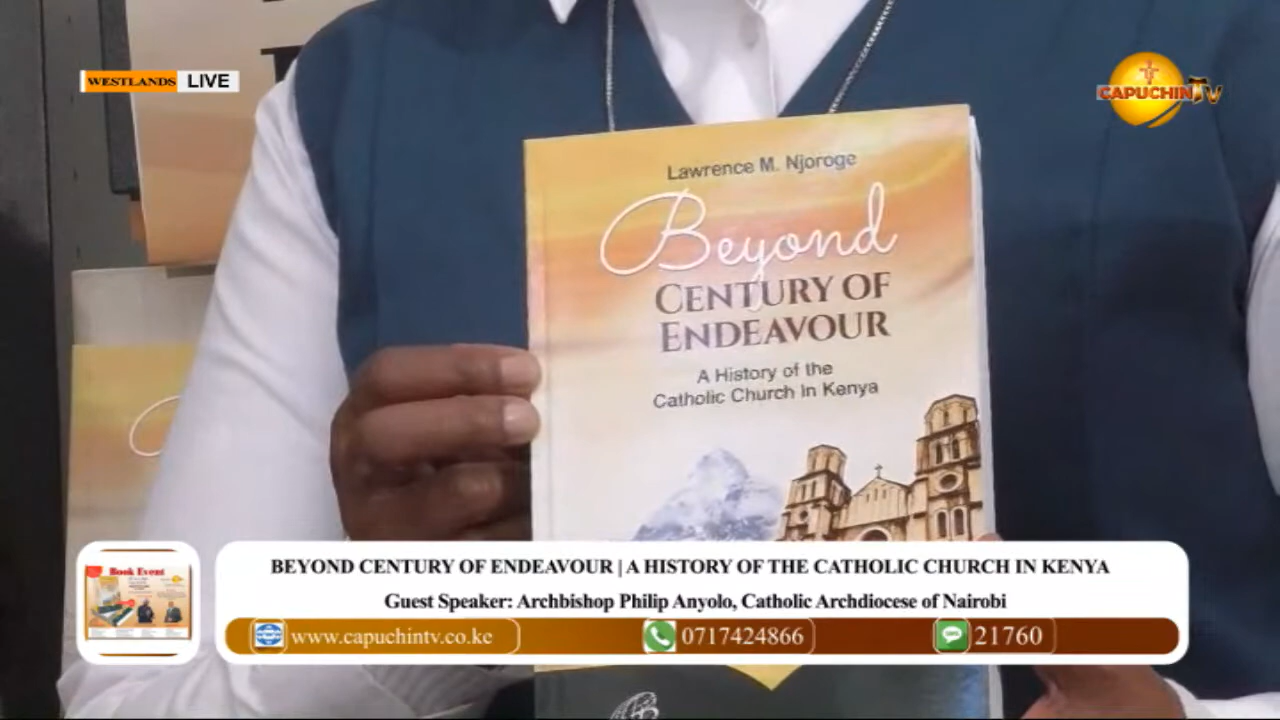 WESTLANDS LIVE
CAPUCHIN TV
Lawrence M. Njoroge
Beyond
CENTURY OF
ENDEAVOUR
A History of the
Catholic Church in Kenya
Book Event
BEYOND CENTURY OF ENDEAVOUR | A HISTORY OF THE CATHOLIC CHURCH IN KENYA
Guest Speaker: Archbishop Philip Anyolo, Catholic Archdiocese of Nairobi
www.capuchintv.co.ke 0717424866 21760